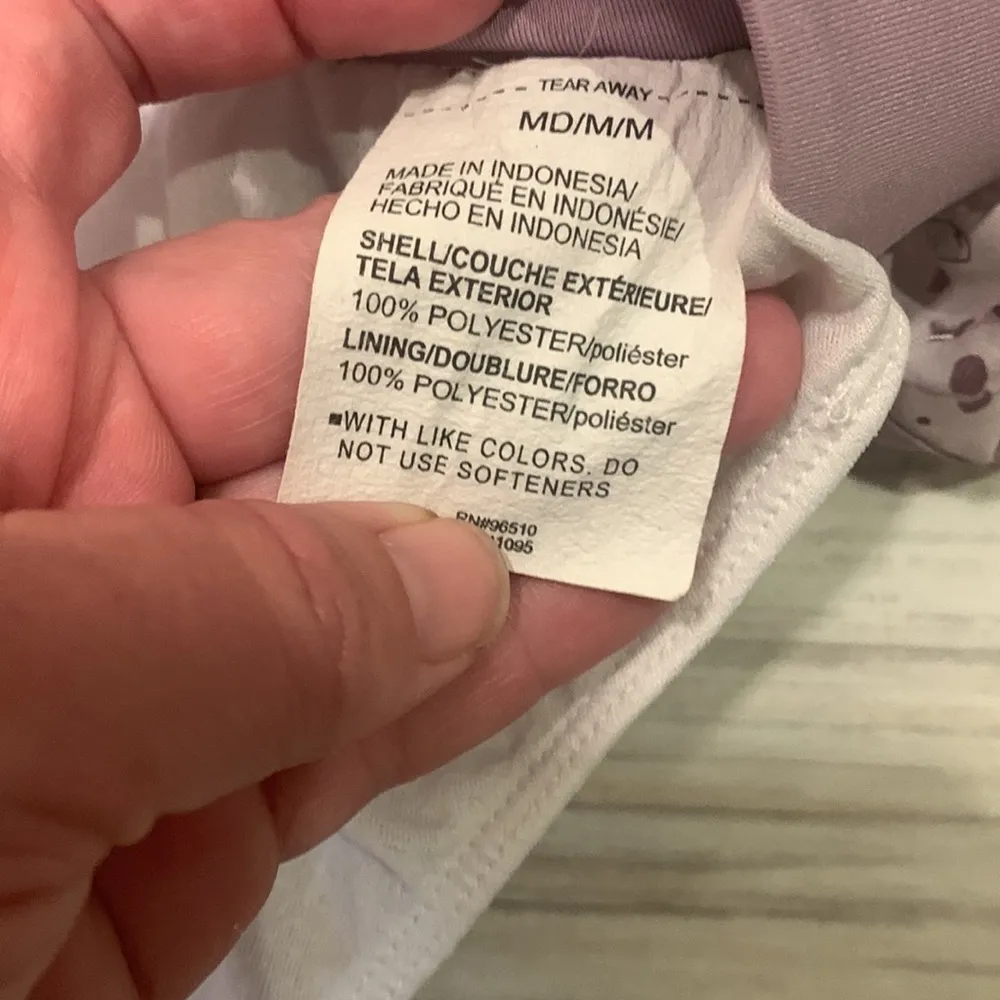 TEAR AWAY
MD/M/M
MADE IN INDONESIA/
FABRIQUÉ EN INDONÉSIE/
HECHO EN INDONESIA
SHELL/COUCHE EXTÉRIEURE/
TELA EXTERIOR
100% POLYESTER/poliéster
LINING/DOUBLURE/FORRO
100% POLYESTER/poliéster
■WITH LIKE COLORS. DO
NOT USE SOFTENERS
RN#96510
1095